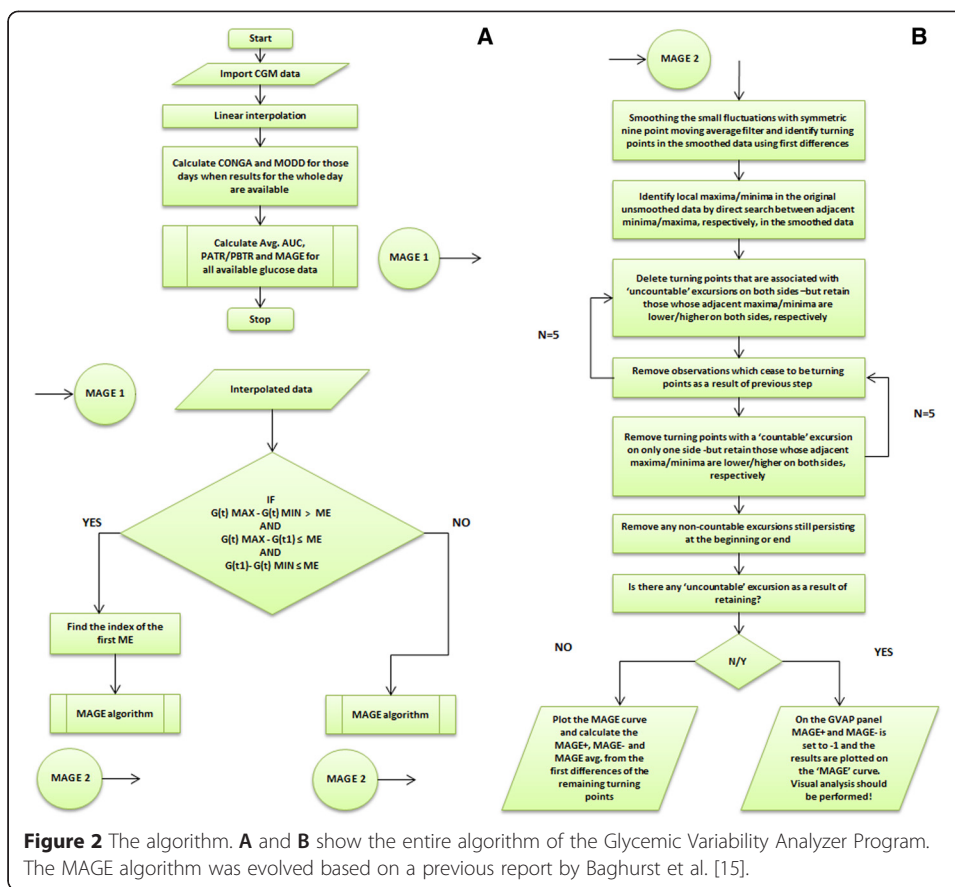 A
Start
Import CGM data
Linear interpolation
Calculate CONGA and MODD for those
days when results for the whole day
are available
Calculate Avg. AUC,
PATR/PBTR and MAGE for
all available glucose data
MAGE 1
Stop
MAGE 1
Interpolated data
IF
G(t) MAX - G(t) MIN > ME
AND
G(t) MAX - G(t1) ≤ ME
AND
G(t1)- G(t) MIN ≤ ME
YES
NO
Find the index of the
first ME
MAGE algorithm
MAGE algorithm
MAGE 2
MAGE 2
B
MAGE 2
Smoothing the small fluctuations with symmetric
nine point moving average filter and identify turning
points in the smoothed data using first differences
Identify local maxima/minima in the original
unsmoothed data by direct search between adjacent
minima/maxima, respectively, in the smoothed data
Delete turning points that are associated with
'uncountable' excursions on both sides –but retain
those whose adjacent maxima/minima are
lower/higher on both sides, respectively
N=5
Remove observations which cease to be turning
points as a result of previous step
N=5
Remove turning points with a 'countable' excursion
on only one side -but retain those whose adjacent
maxima/minima are lower/higher on both sides,
respectively
Remove any non-countable excursions still persisting
at the beginning or end
Is there any 'uncountable' excursion as a result of
retaining?
NO
N/Y
YES
Plot the MAGE curve
and calculate the
MAGE+, MAGE- and
MAGE avg. from the
first differences of the
remaining turning
points
On the GVAP panel
MAGE+ and MAGE- is
set to -1 and the
results are plotted on
the 'MAGE' curve.
Visual analysis should
be performed!
Figure 2 The algorithm. A and B show the entire algorithm of the Glycemic Variability Analyzer Program.
The MAGE algorithm was evolved based on a previous report by Baghurst et al. [15].